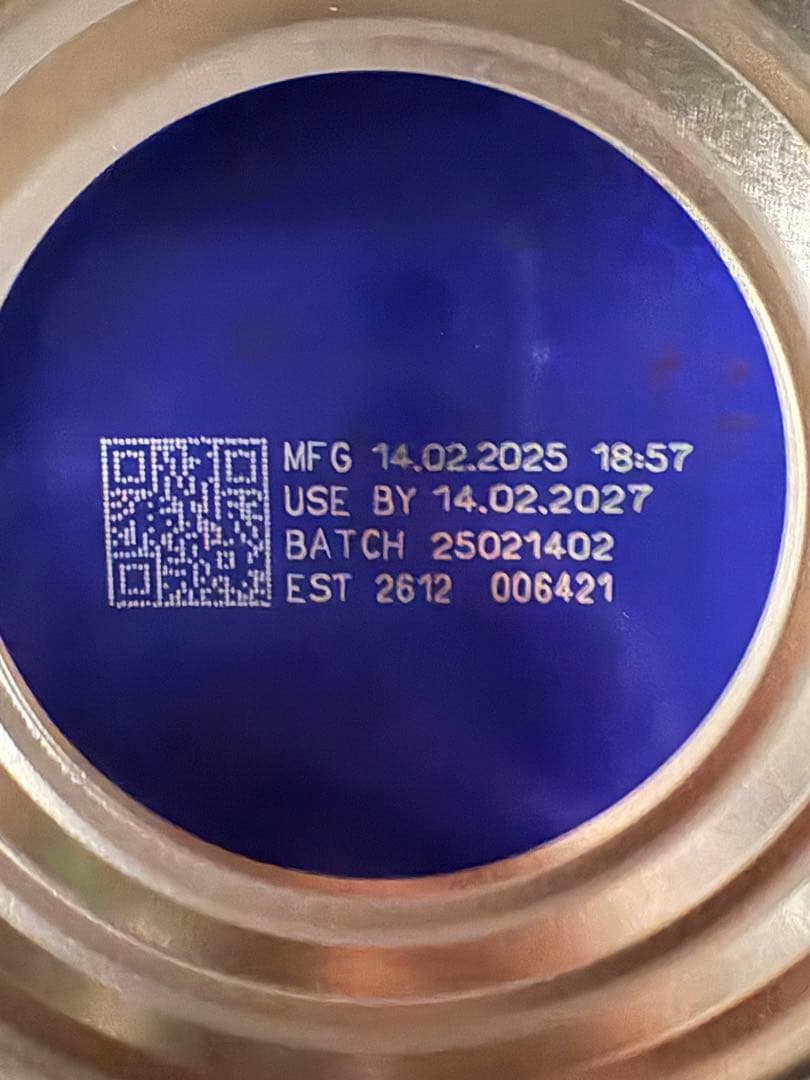 MFG 14.02.2025 18:57
USE BY 14.02.2027
BATCH 25021402
EST 2612 006421